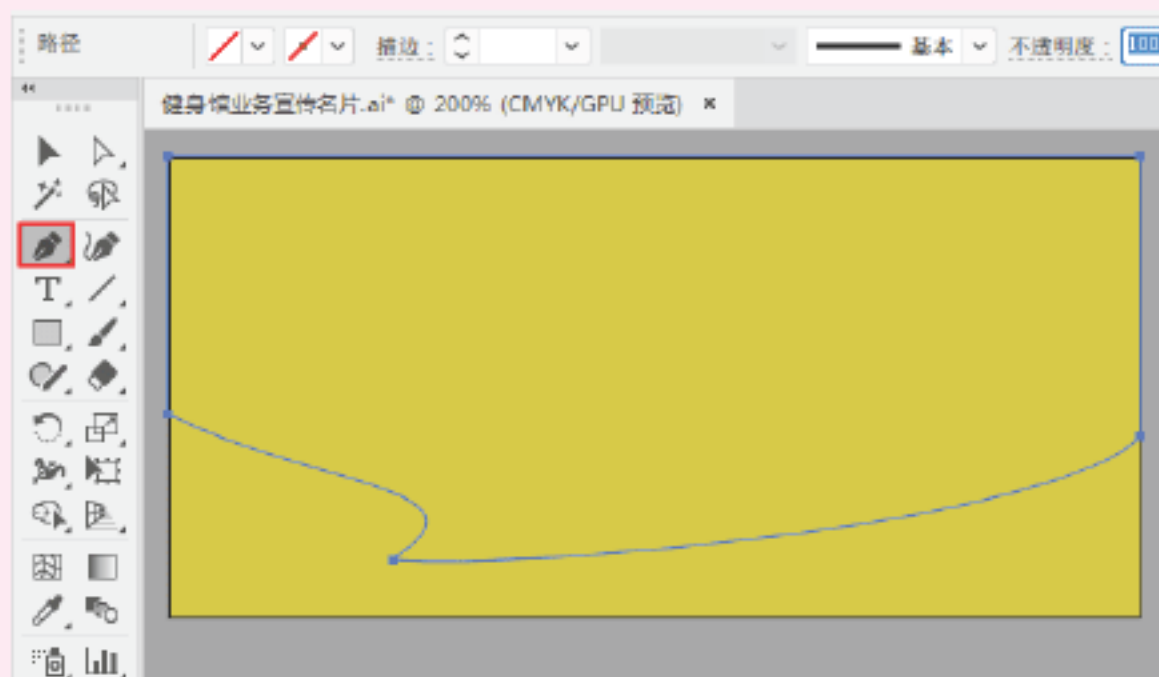 路径 描边： 基本 不透明度： 100
健身馆业务宣传名片.ai* @ 200% (CMYK/GPU 预览) ×